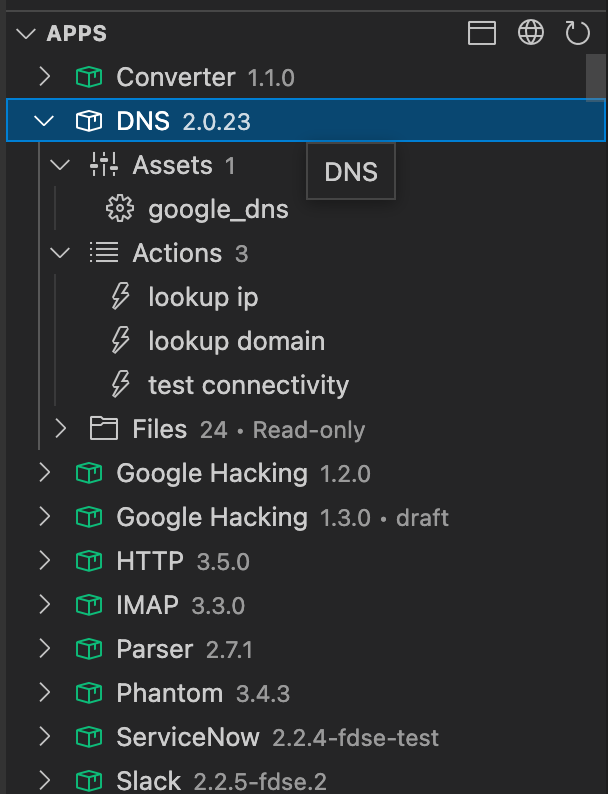 APPS
Converter 1.1.0
DNS 2.0.23
Assets 1
DNS
google_dns
Actions 3
lookup ip
lookup domain
test connectivity
Files 24 • Read-only
Google Hacking 1.2.0
Google Hacking 1.3.0 • draft
HTTP 3.5.0
IMAP 3.3.0
Parser 2.7.1
Phantom 3.4.3
ServiceNow 2.2.4-fdse-test
Slack 2.2.5-fdse.2